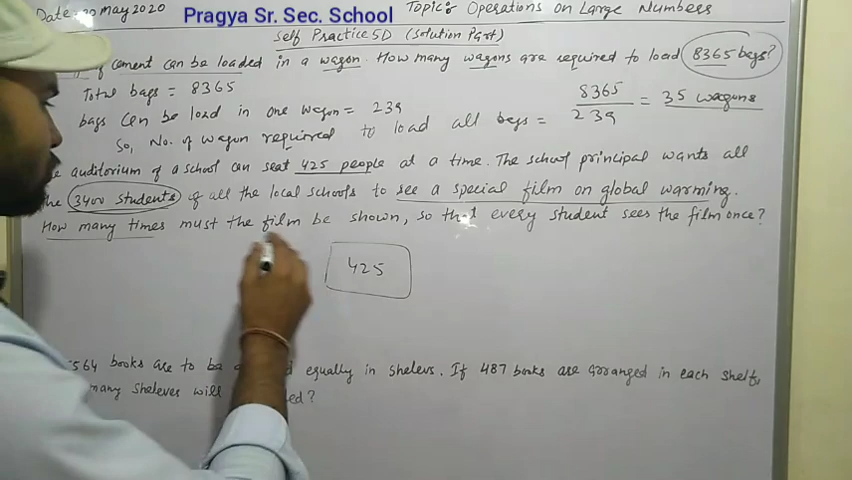 Date: 20 May 2020 Pragya Sr. Sec. School Topic: Operations on Large Numbers
Self Practice 5D (Solution Part)
of cement can be loaded in a wagon. How many wagons are required to load 8365 bags?
Total bags = 8365
bags can be load in one wagon = 239
So, No. of wagon required to load all bags = 8365 / 239 = 35 wagons
auditorium of a school can seat 425 people at a time. The school principal wants all
the 3400 students of all the local schools to see a special film on global warming.
How many times must the film be shown, so that every student sees the film once?
425
564 books are to be equally in shelevs. If 487 books are arranged in each shelf,
many sheleves will